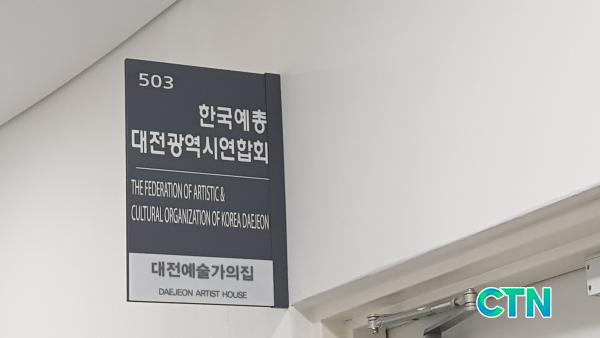 503
한국예총
대전광역시연합회
THE FEDERATION OF ARTISTIC &
CULTURAL ORGANIZATION OF KOREA DAEJEON
대전예술가의집
DAEJEON ARTIST HOUSE
CTN